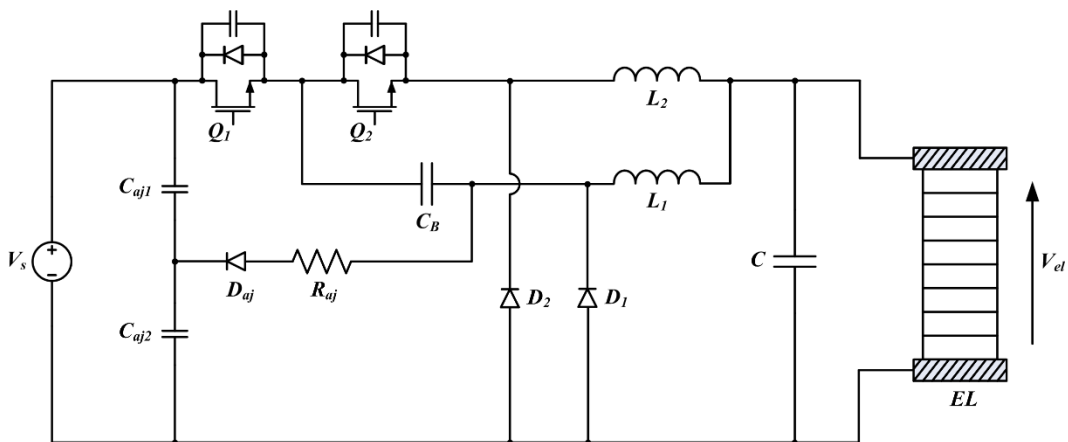 Q1
Q2
L2
Caj1
CB
L1
Vs
+
−
Daj
Raj
D2
D1
C
Vel
Caj2
EL